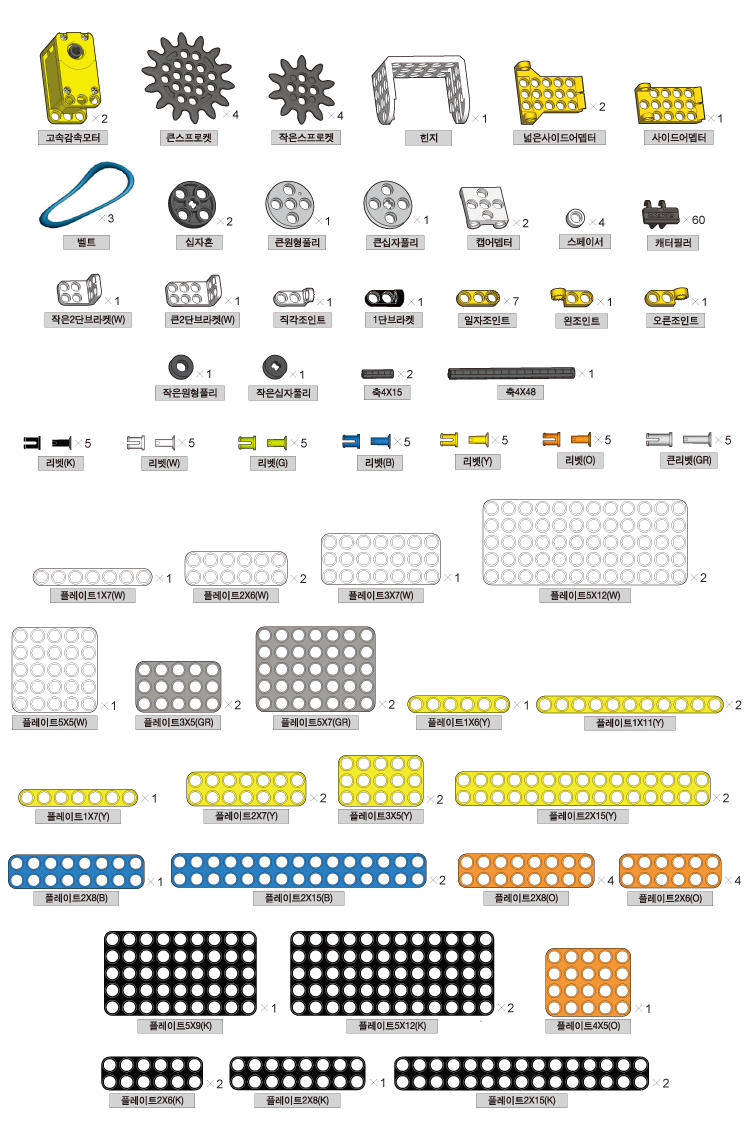 ×2
×4
×4
×1
×2
×1
고속감속모터
큰스프로켓
작은스프로켓
힌지
넓은사이드어뎁터
사이드어뎁터
×3
×2
×1
×1
×2
×4
×60
벨트
십자혼
큰원형풀리
큰십자풀리
캡어뎁터
스페이서
캐터필러
×1
×1
×1
×1
×7
×1
×1
작은2단브라켓(W)
큰2단브라켓(W)
직각조인트
1단브라켓
일자조인트
왼조인트
오른조인트
×1
×1
×2
×1
작은원형풀리
작은십자풀리
축4X15
축4X48
×5
×5
×5
×5
×5
×5
×5
리벳(K)
리벳(W)
리벳(G)
리벳(B)
리벳(Y)
리벳(O)
큰리벳(GR)
×1
×2
×1
×2
플레이트1X7(W)
플레이트2X6(W)
플레이트3X7(W)
플레이트5X12(W)
×1
×2
×2
×1
×2
플레이트5X5(W)
플레이트3X5(GR)
플레이트5X7(GR)
플레이트1X6(Y)
플레이트1X11(Y)
×1
×2
×2
×2
플레이트1X7(Y)
플레이트2X7(Y)
플레이트3X5(Y)
플레이트2X15(Y)
×1
×2
×4
×4
플레이트2X8(B)
플레이트2X15(B)
플레이트2X8(O)
플레이트2X6(O)
×1
×2
×1
플레이트5X9(K)
플레이트5X12(K)
플레이트4X5(O)
×2
×1
×2
플레이트2X6(K)
플레이트2X8(K)
플레이트2X15(K)